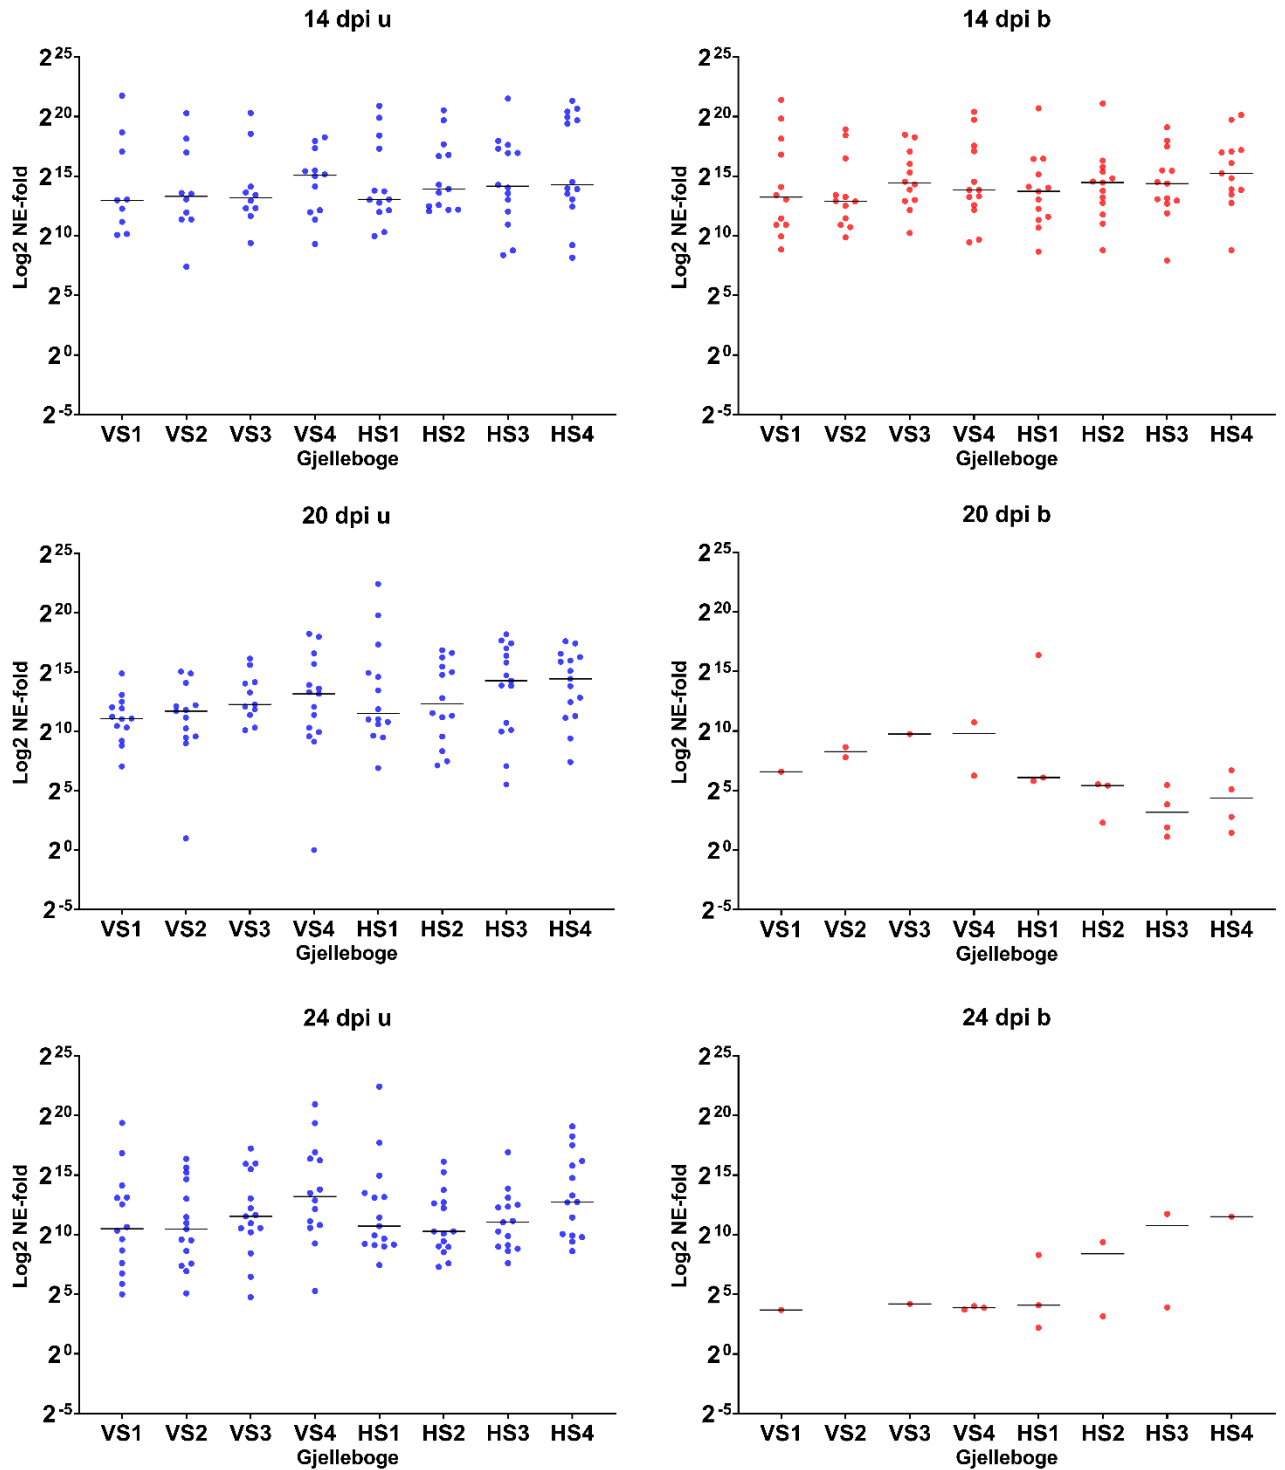 14 dpi u
2^25
2^20
2^15
2^10
2^5
2^0
2^-5
Log2 NE-fold
VS1 VS2 VS3 VS4 HS1 HS2 HS3 HS4
Gjelleboge
14 dpi b
2^25
2^20
2^15
2^10
2^5
2^0
2^-5
Log2 NE-fold
VS1 VS2 VS3 VS4 HS1 HS2 HS3 HS4
Gjelleboge
20 dpi u
2^25
2^20
2^15
2^10
2^5
2^0
2^-5
Log2 NE-fold
VS1 VS2 VS3 VS4 HS1 HS2 HS3 HS4
Gjelleboge
20 dpi b
2^25
2^20
2^15
2^10
2^5
2^0
2^-5
Log2 NE-fold
VS1 VS2 VS3 VS4 HS1 HS2 HS3 HS4
Gjelleboge
24 dpi u
2^25
2^20
2^15
2^10
2^5
2^0
2^-5
Log2 NE-fold
VS1 VS2 VS3 VS4 HS1 HS2 HS3 HS4
Gjelleboge
24 dpi b
2^25
2^20
2^15
2^10
2^5
2^0
2^-5
Log2 NE-fold
VS1 VS2 VS3 VS4 HS1 HS2 HS3 HS4
Gjelleboge